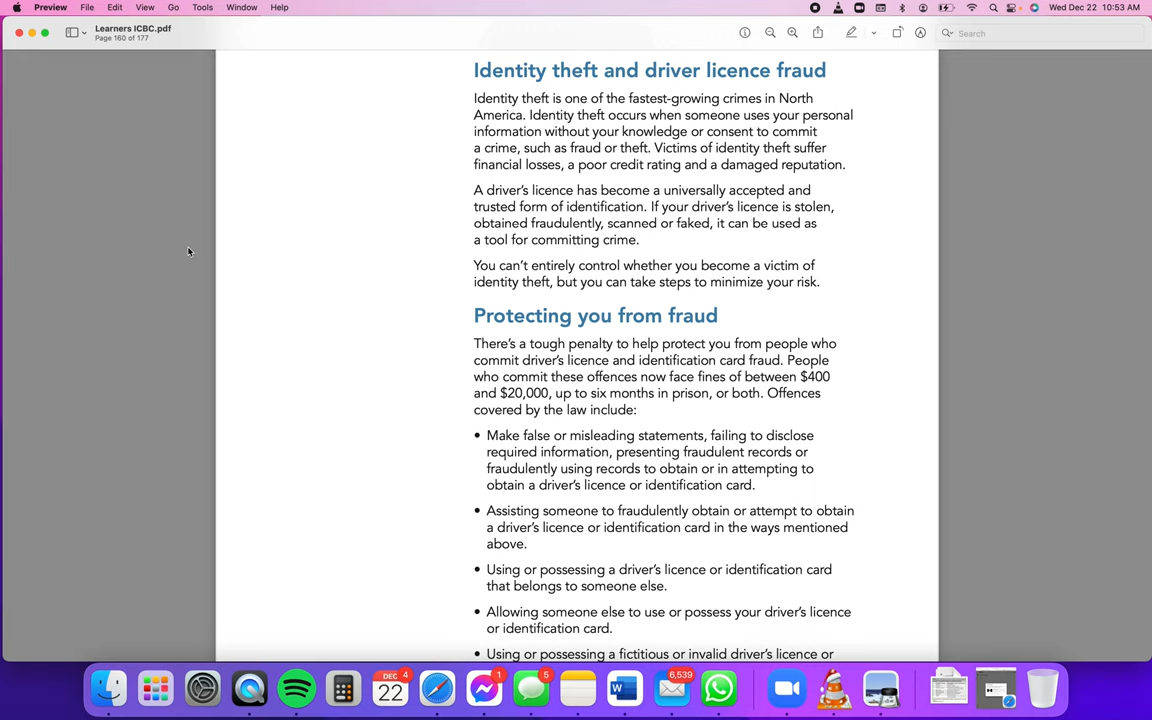 Preview File Edit View Go Tools Window Help Wed Dec 22 10:53 AM
Learners ICBC.pdf
Page 160 of 177
Search
Identity theft and driver licence fraud
Identity theft is one of the fastest-growing crimes in North
America. Identity theft occurs when someone uses your personal
information without your knowledge or consent to commit
a crime, such as fraud or theft. Victims of identity theft suffer
financial losses, a poor credit rating and a damaged reputation.
A driver's licence has become a universally accepted and
trusted form of identification. If your driver's licence is stolen,
obtained fraudulently, scanned or faked, it can be used as
a tool for committing crime.
You can't entirely control whether you become a victim of
identity theft, but you can take steps to minimize your risk.
Protecting you from fraud
There's a tough penalty to help protect you from people who
commit driver's licence and identification card fraud. People
who commit these offences now face fines of between $400
and $20,000, up to six months in prison, or both. Offences
covered by the law include:
• Make false or misleading statements, failing to disclose
required information, presenting fraudulent records or
fraudulently using records to obtain or in attempting to
obtain a driver's licence or identification card.
• Assisting someone to fraudulently obtain or attempt to obtain
a driver's licence or identification card in the ways mentioned
above.
• Using or possessing a driver's licence or identification card
that belongs to someone else.
• Allowing someone else to use or possess your driver's licence
or identification card.
• Using or possessing a fictitious or invalid driver's licence or
DEC 4 1 5 6,539
22